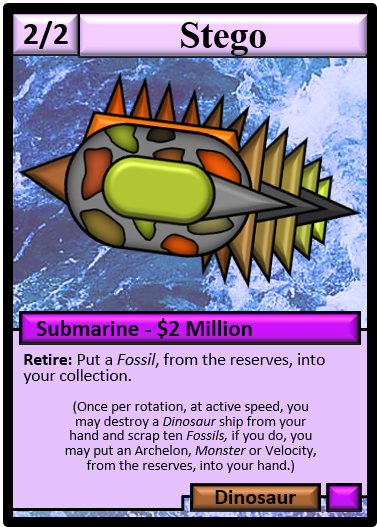 2/2 Stego
Submarine - $2 Million
Retire: Put a Fossil, from the reserves, into
your collection.
(Once per rotation, at active speed, you
may destroy a Dinosaur ship from your
hand and scrap ten Fossils, if you do, you
may put an Archelon, Monster or Velocity,
from the reserves, into your hand.)
Dinosaur